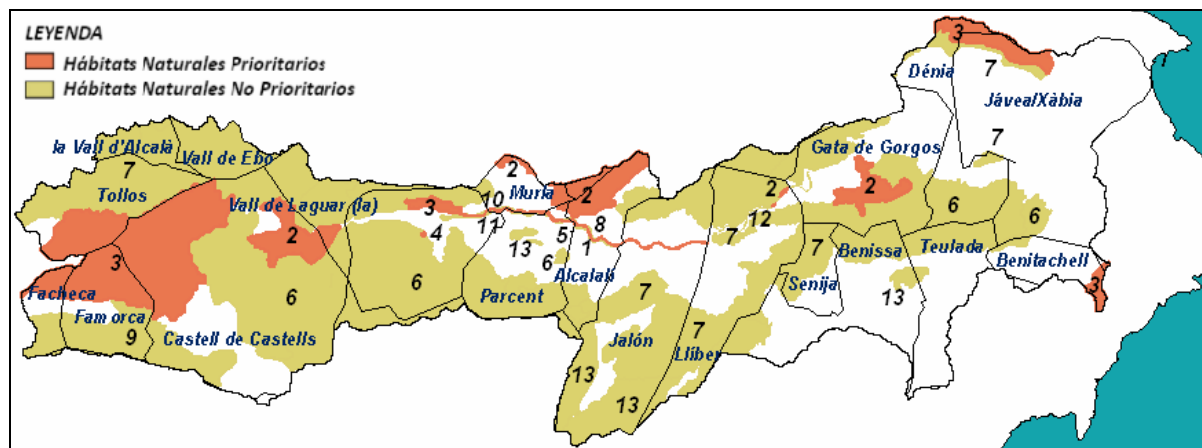 LEYENDA
Hábitats Naturales Prioritarios
Hábitats Naturales No Prioritarios
3
Dénia
7
Jávea/Xàbia
la Vall d'Alcalà
Vall de Ebo
7
Tollos
2
Murla
Gata de Gorgos
7
Vall de Laguar (la)
10
2
2
2
3
11
8
12
6
6
2
4
13
5
1
7
7
Benissa
Teulada
3
6
6
6
Alcalalí
Senija
Benitachell
Facheca
Parcent
7
13
3
Famorca
9
Castell de Castells
Jalón
7
Llíber
13
13